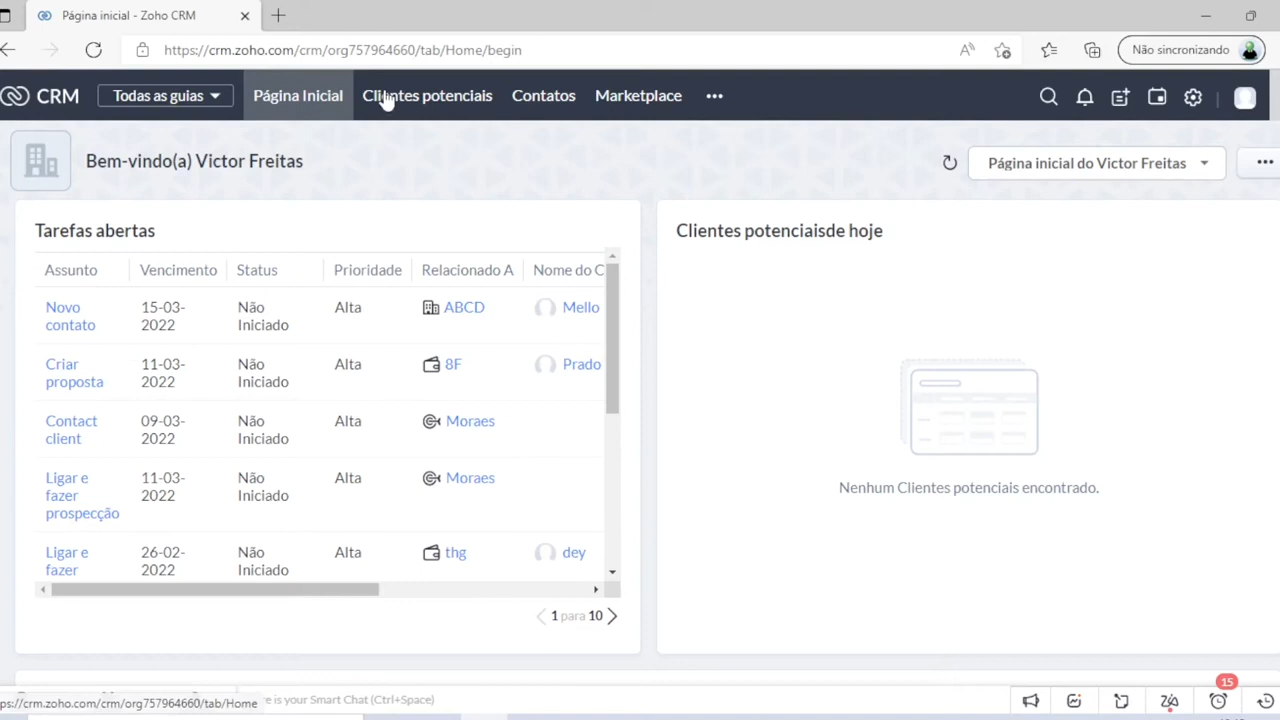 Página inicial - Zoho CRM
https://crm.zoho.com/crm/org757964660/tab/Home/begin
Não sincronizando
CRM Todas as guias Página Inicial Clientes potenciais Contatos Marketplace
Bem-vindo(a) Victor Freitas
Página inicial do Victor Freitas
Tarefas abertas
Assunto Vencimento Status Prioridade Relacionado A Nome do C
Novo contato 15-03-2022 Não Iniciado Alta ABCD Mello
Criar proposta 11-03-2022 Não Iniciado Alta 8F Prado
Contact client 09-03-2022 Não Iniciado Alta Moraes
Ligar e fazer prospecção 11-03-2022 Não Iniciado Alta Moraes
Ligar e fazer 26-02-2022 Não Iniciado Alta thg dey
1 para 10
Clientes potenciaisde hoje
Nenhum Clientes potenciais encontrado.
ere is your Smart Chat (Ctrl+Space)
15
ps://crm.zoho.com/crm/org757964660/tab/Home